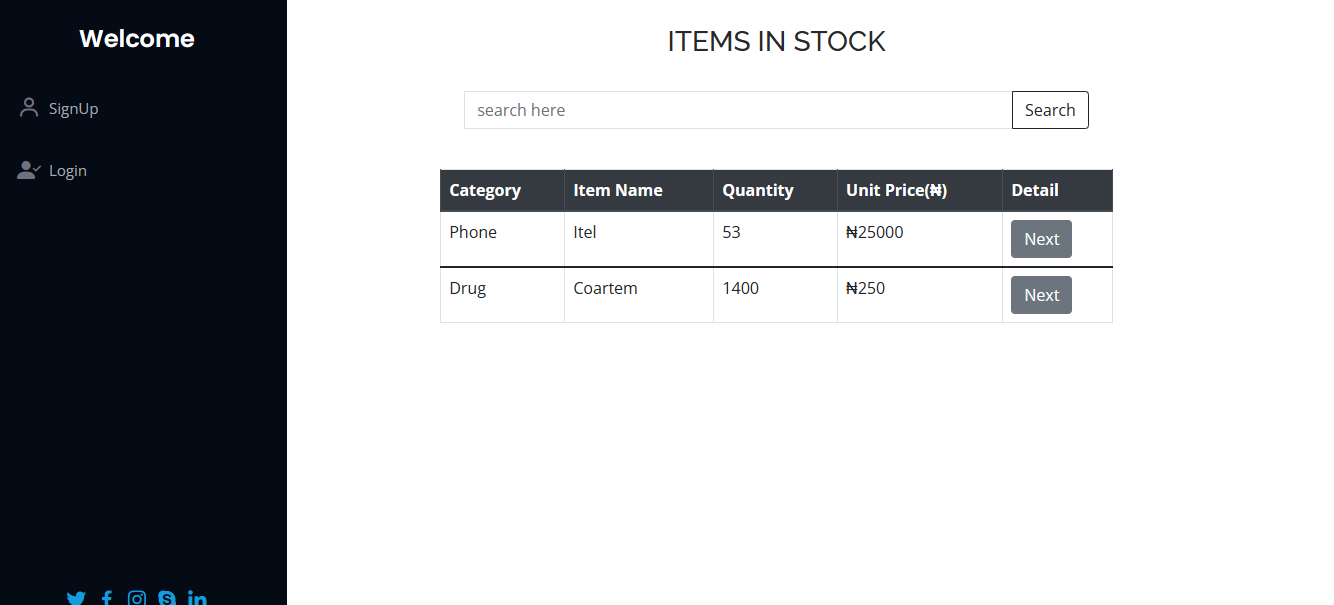 Welcome
SignUp
Login
ITEMS IN STOCK
search here Search
Category Item Name Quantity Unit Price(₦) Detail
Phone Itel 53 ₦25000 Next
Drug Coartem 1400 ₦250 Next